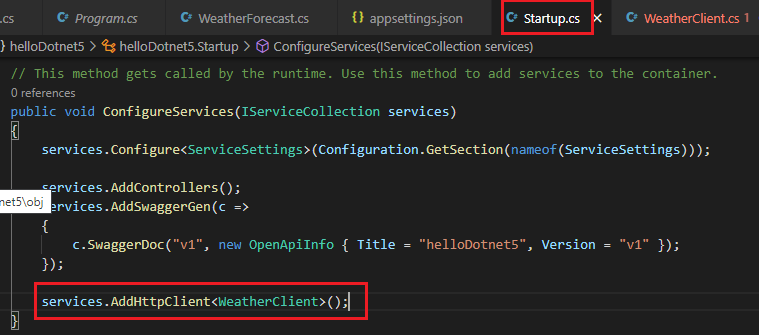 .cs Program.cs WeatherForecast.cs appsettings.json Startup.cs WeatherClient.cs 1
helloDotnet5 > helloDotnet5.Startup > ConfigureServices(IServiceCollection services)
// This method gets called by the runtime. Use this method to add services to the container.
0 references
public void ConfigureServices(IServiceCollection services)
{
services.Configure<ServiceSettings>(Configuration.GetSection(nameof(ServiceSettings)));
services.AddControllers();
net5\obj
ervices.AddSwaggerGen(c =>
{
c.SwaggerDoc("v1", new OpenApiInfo { Title = "helloDotnet5", Version = "v1" });
});
services.AddHttpClient<WeatherClient>();
}